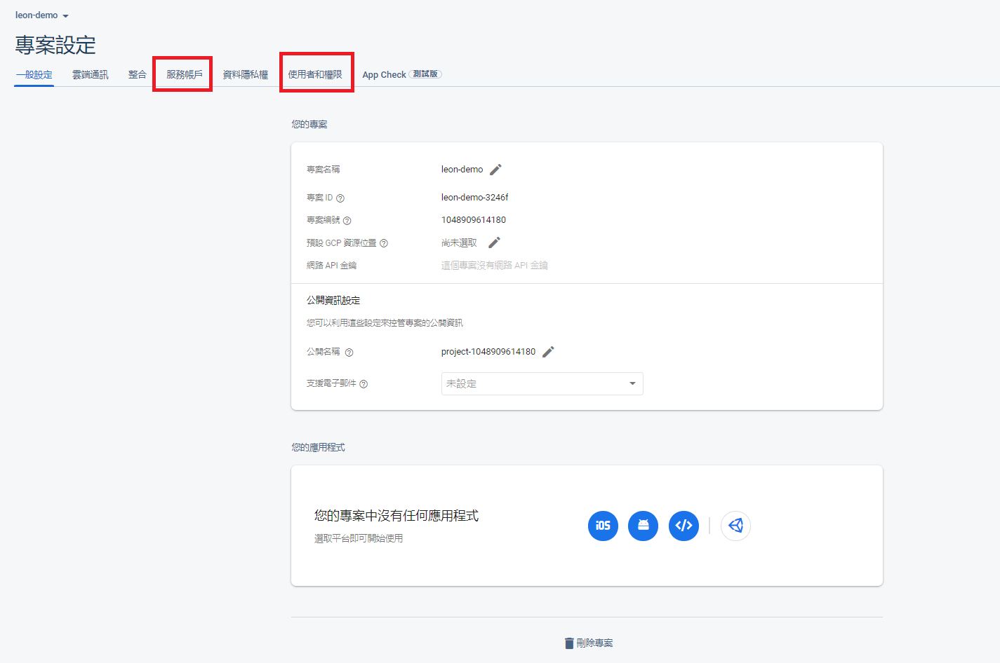 leon-demo
專案設定
一般設定 雲端通訊 整合 服務帳戶 資料隱私權 使用者和權限 App Check 測試版
您的專案
專案名稱 leon-demo
專案 ID leon-demo-3246f
專案編號 1048909614180
預設 GCP 資源位置 尚未選取
網路 API 金鑰 這個專案沒有網路 API 金鑰
公開資訊設定
您可以利用這些設定來控管專案的公開資訊
公開名稱 project-1048909614180
支援電子郵件 未設定
您的應用程式
您的專案中沒有任何應用程式
選取平台即可開始使用
iOS
刪除專案